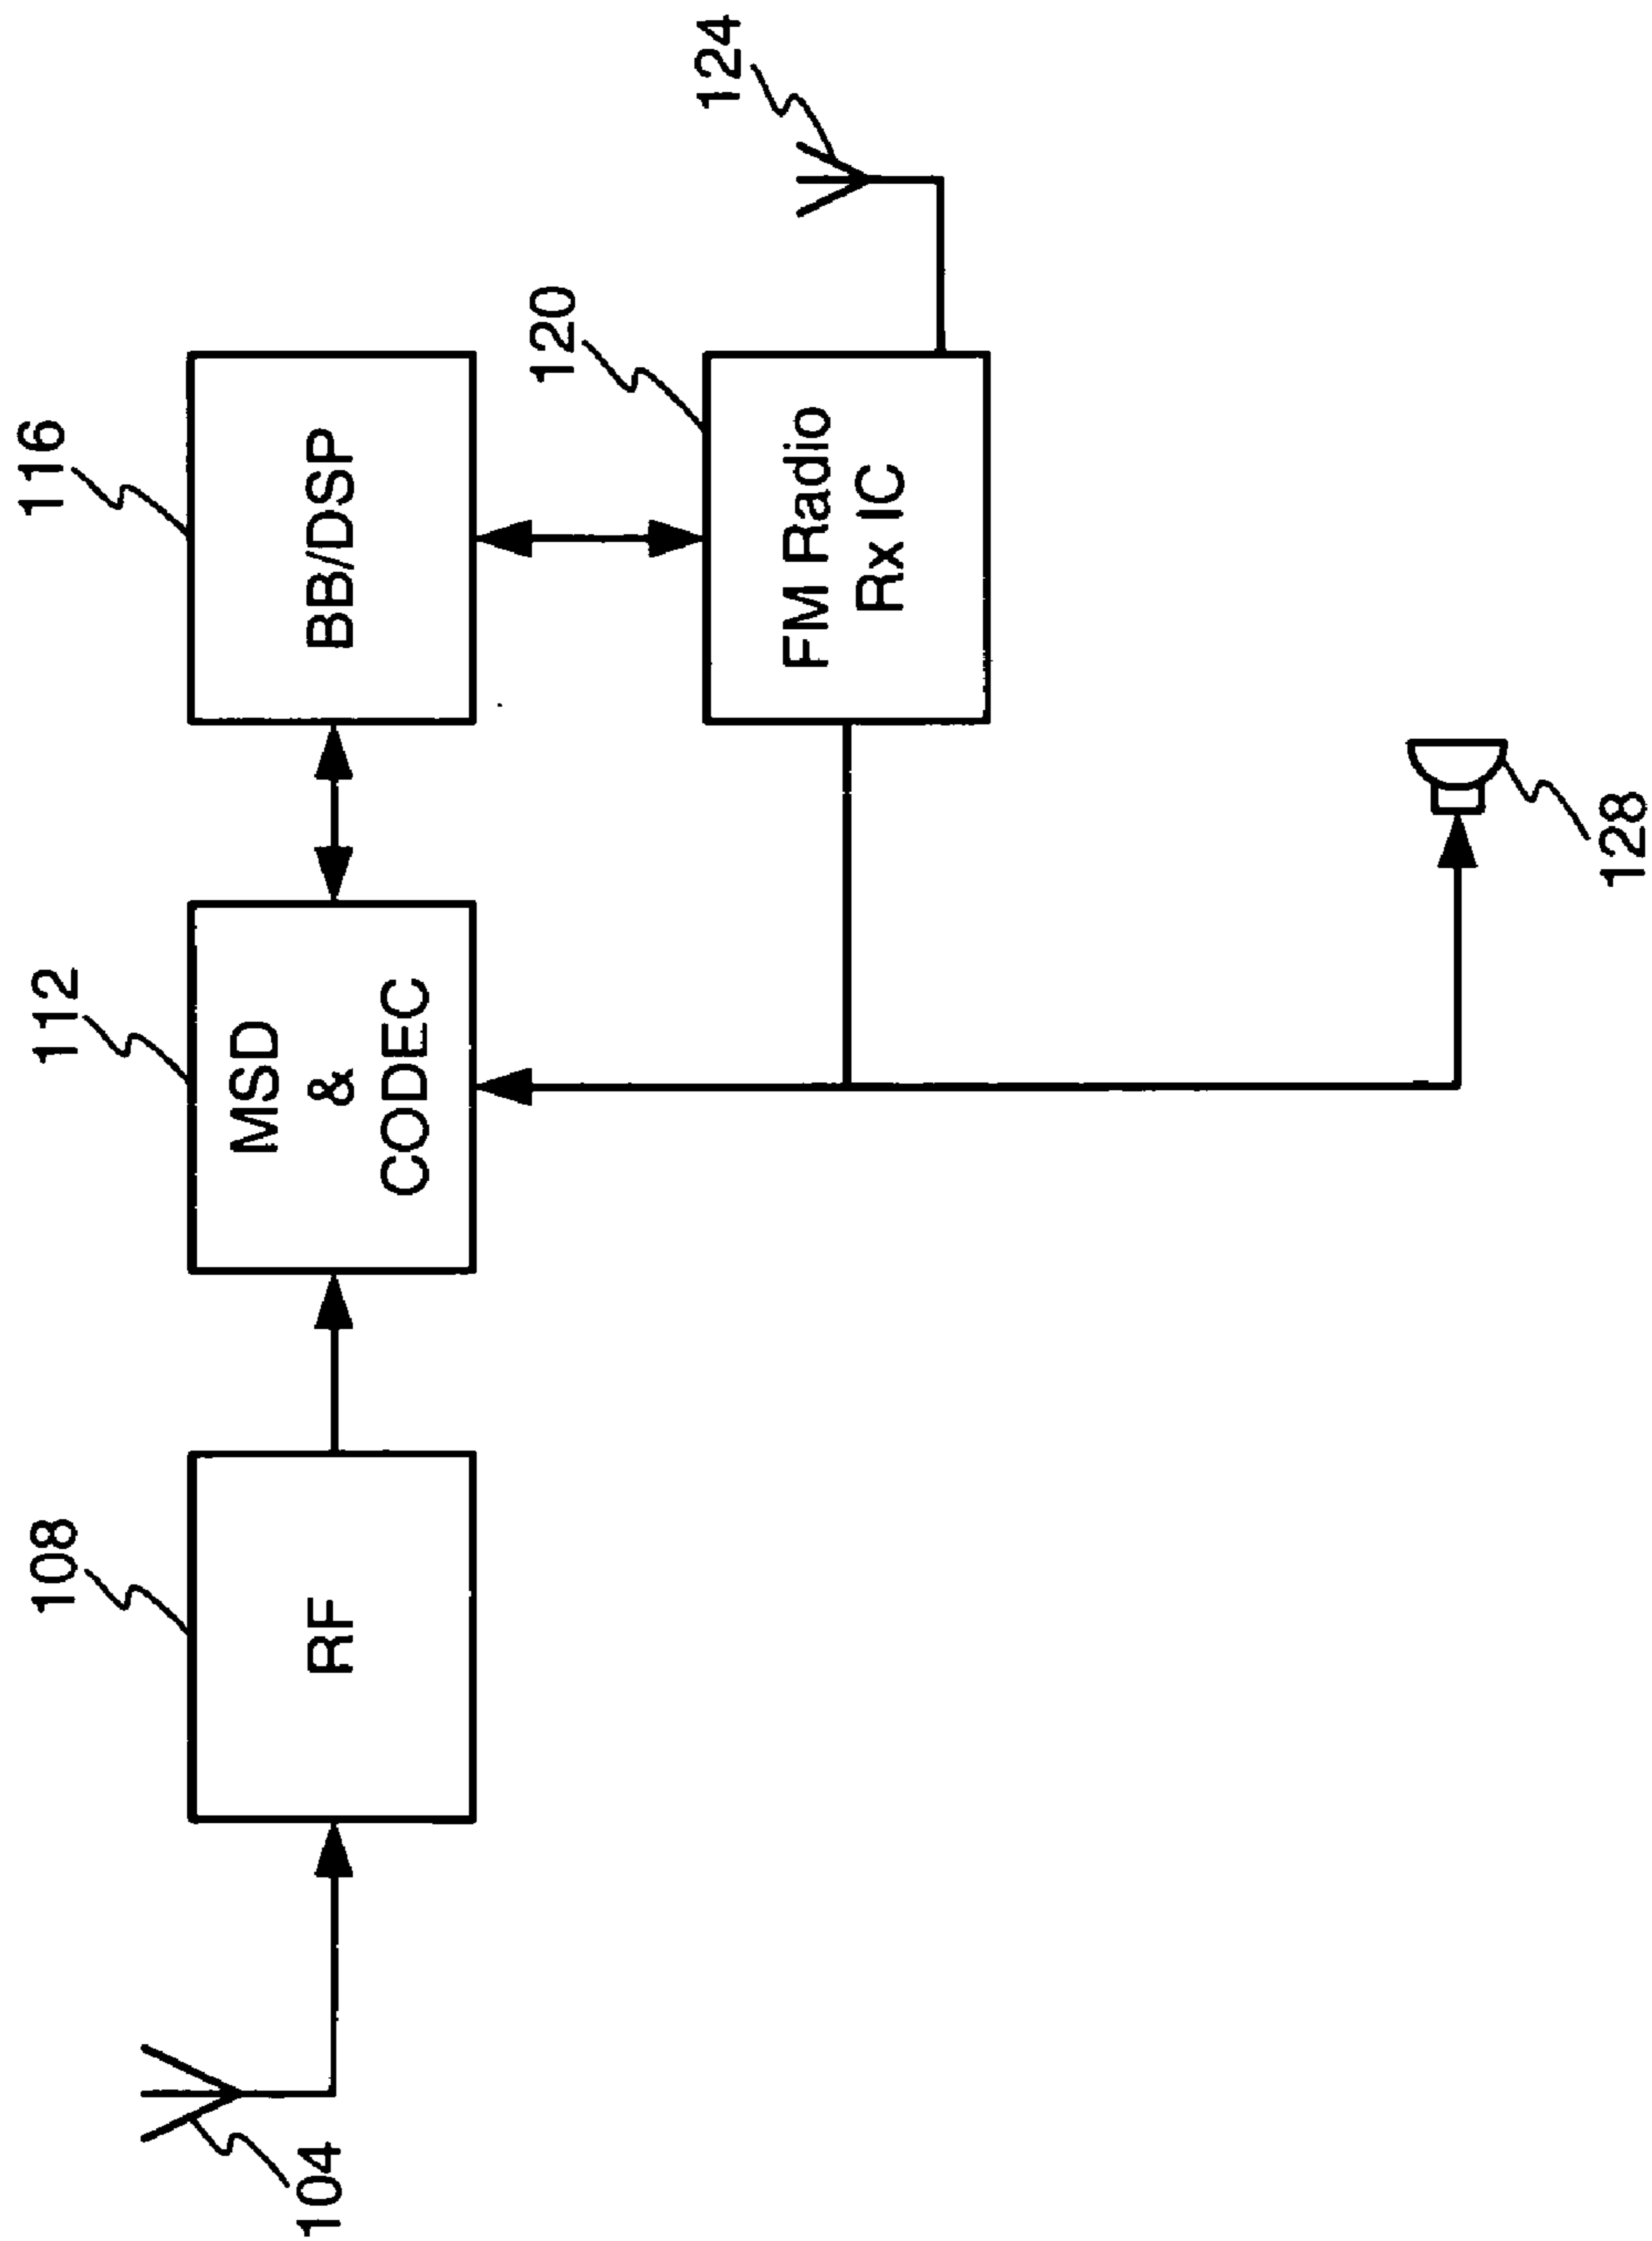 108
112
116
RF
MSD
&
CODEC
BB/DSP
104
120
FM Radio
Rx IC
124
128